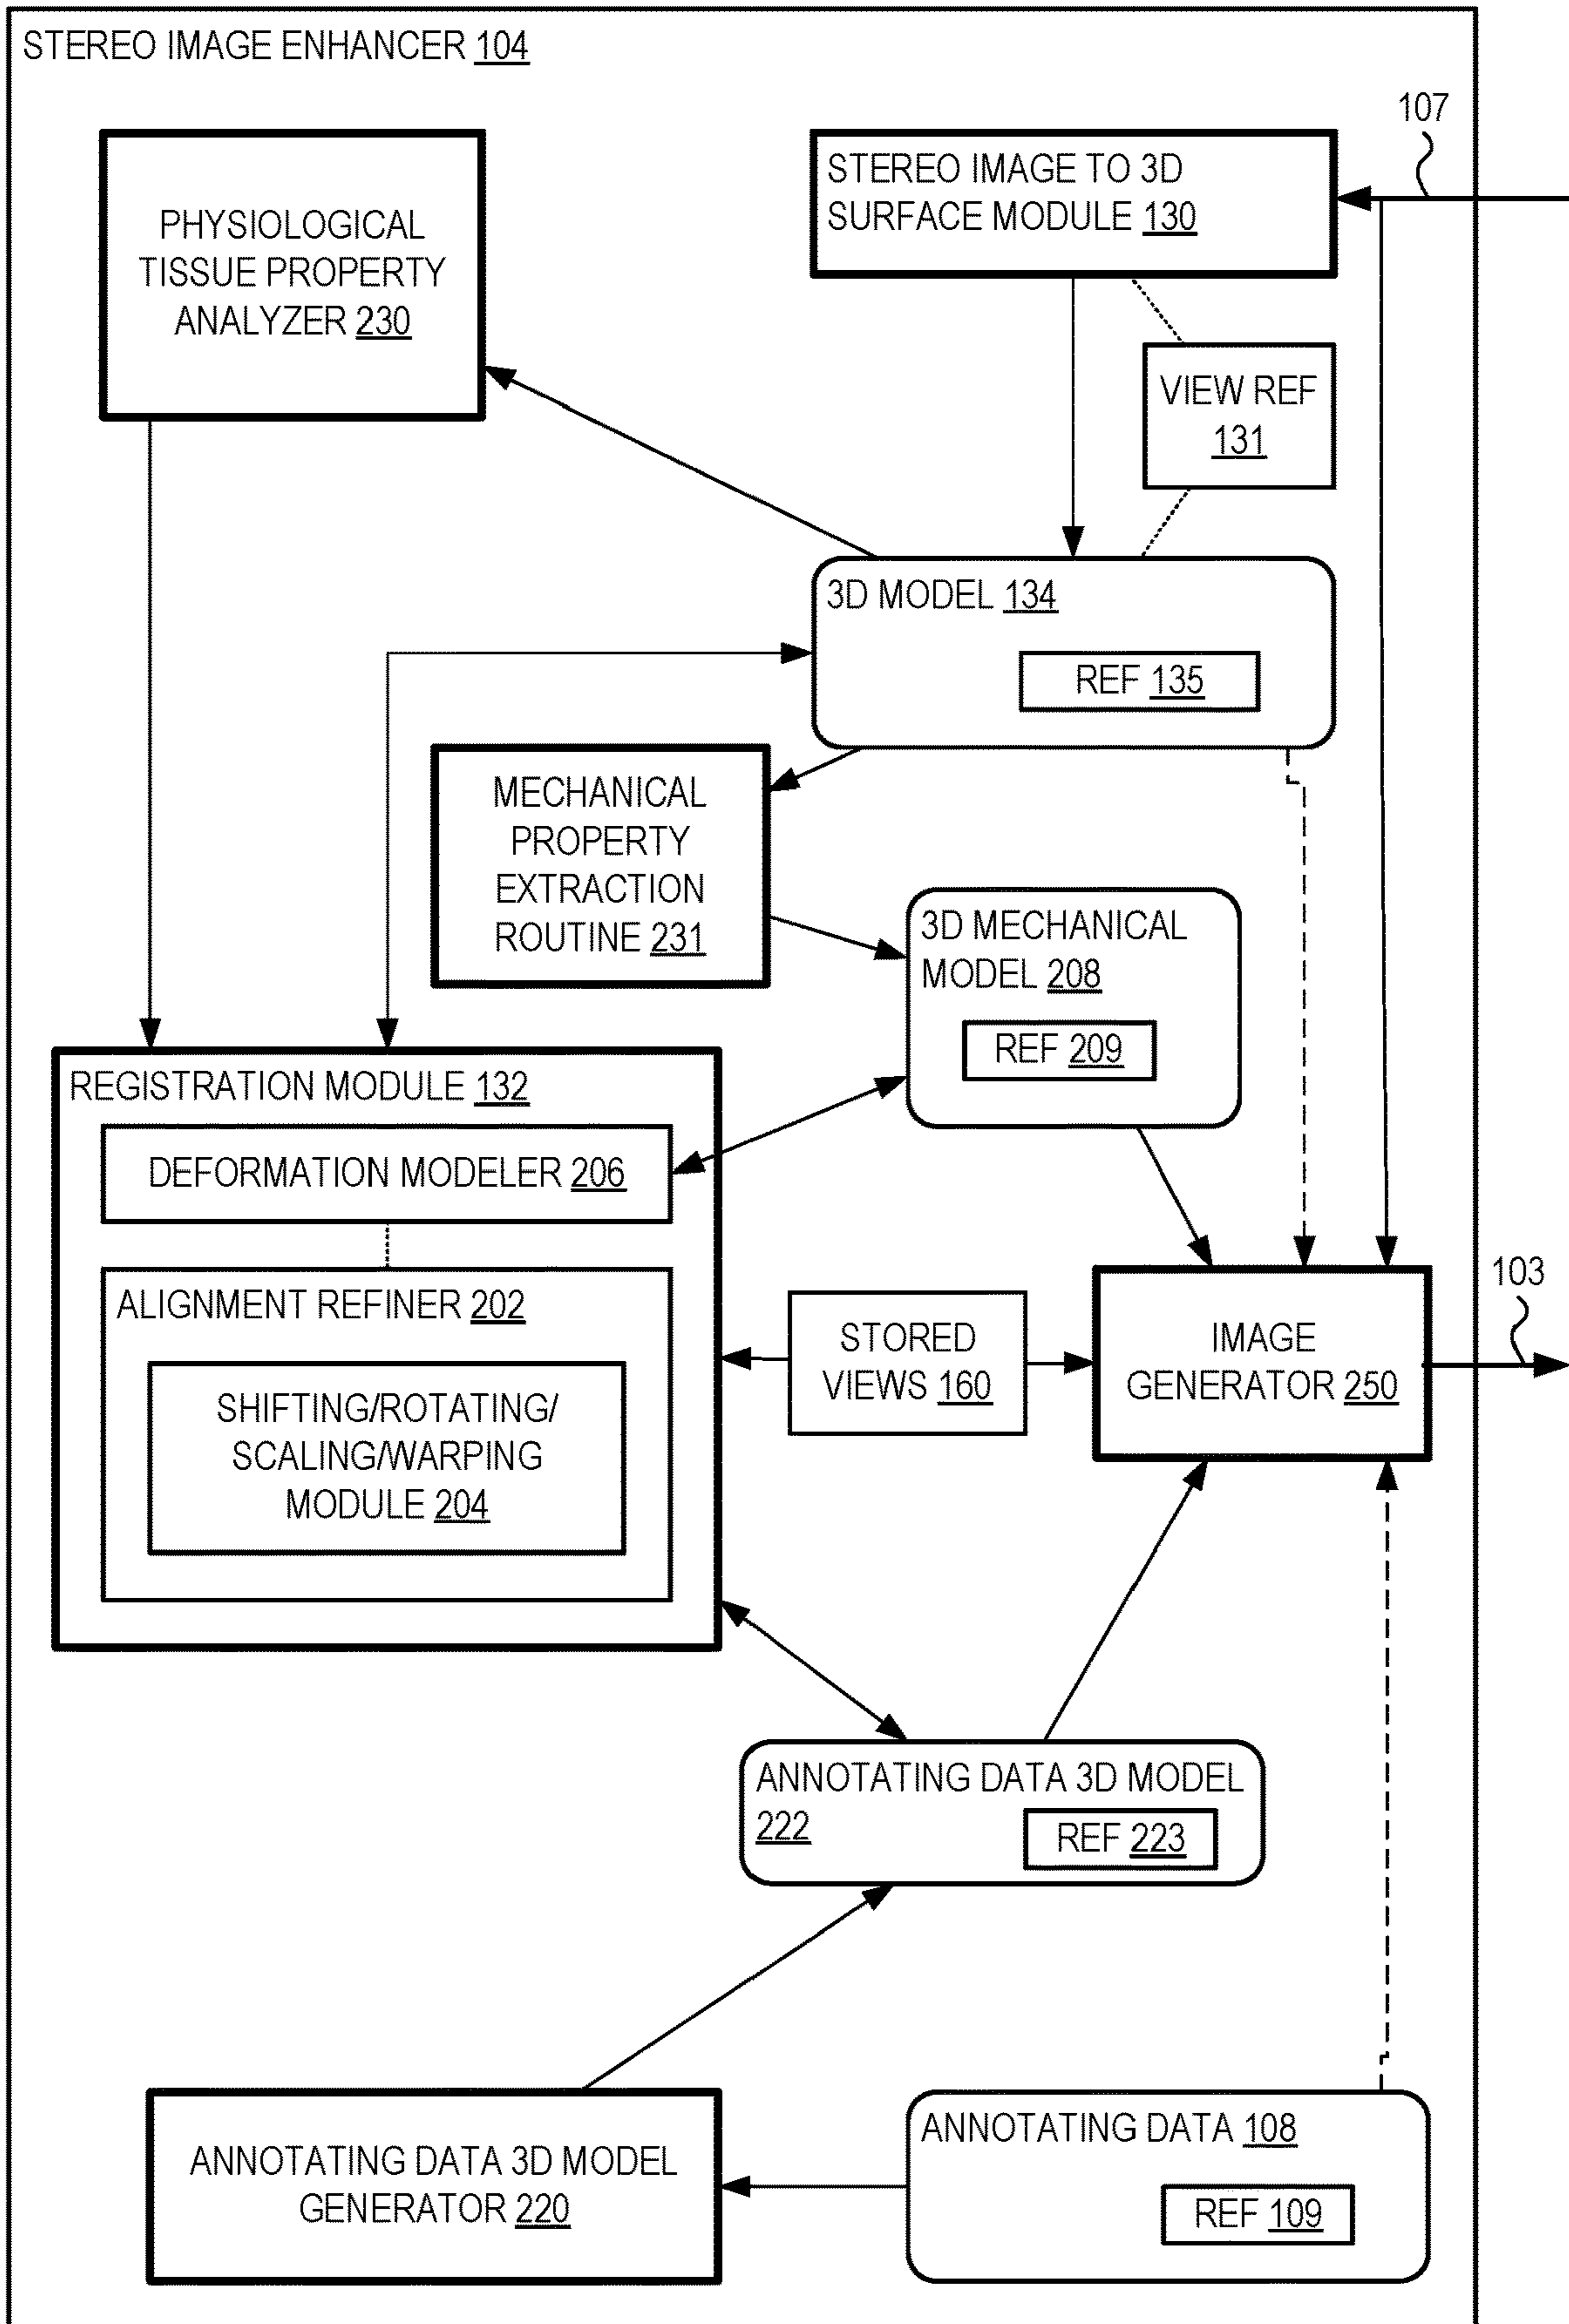 STEREO IMAGE ENHANCER 104
107
PHYSIOLOGICAL
TISSUE PROPERTY
ANALYZER 230
STEREO IMAGE TO 3D
SURFACE MODULE 130
VIEW REF
131
3D MODEL 134
REF 135
MECHANICAL
PROPERTY
EXTRACTION
ROUTINE 231
3D MECHANICAL
MODEL 208
REF 209
REGISTRATION MODULE 132
DEFORMATION MODELER 206
ALIGNMENT REFINER 202
SHIFTING/ROTATING/
SCALING/WARPING
MODULE 204
STORED
VIEWS 160
IMAGE
GENERATOR 250
103
ANNOTATING DATA 3D MODEL
222
REF 223
ANNOTATING DATA 3D MODEL
GENERATOR 220
ANNOTATING DATA 108
REF 109